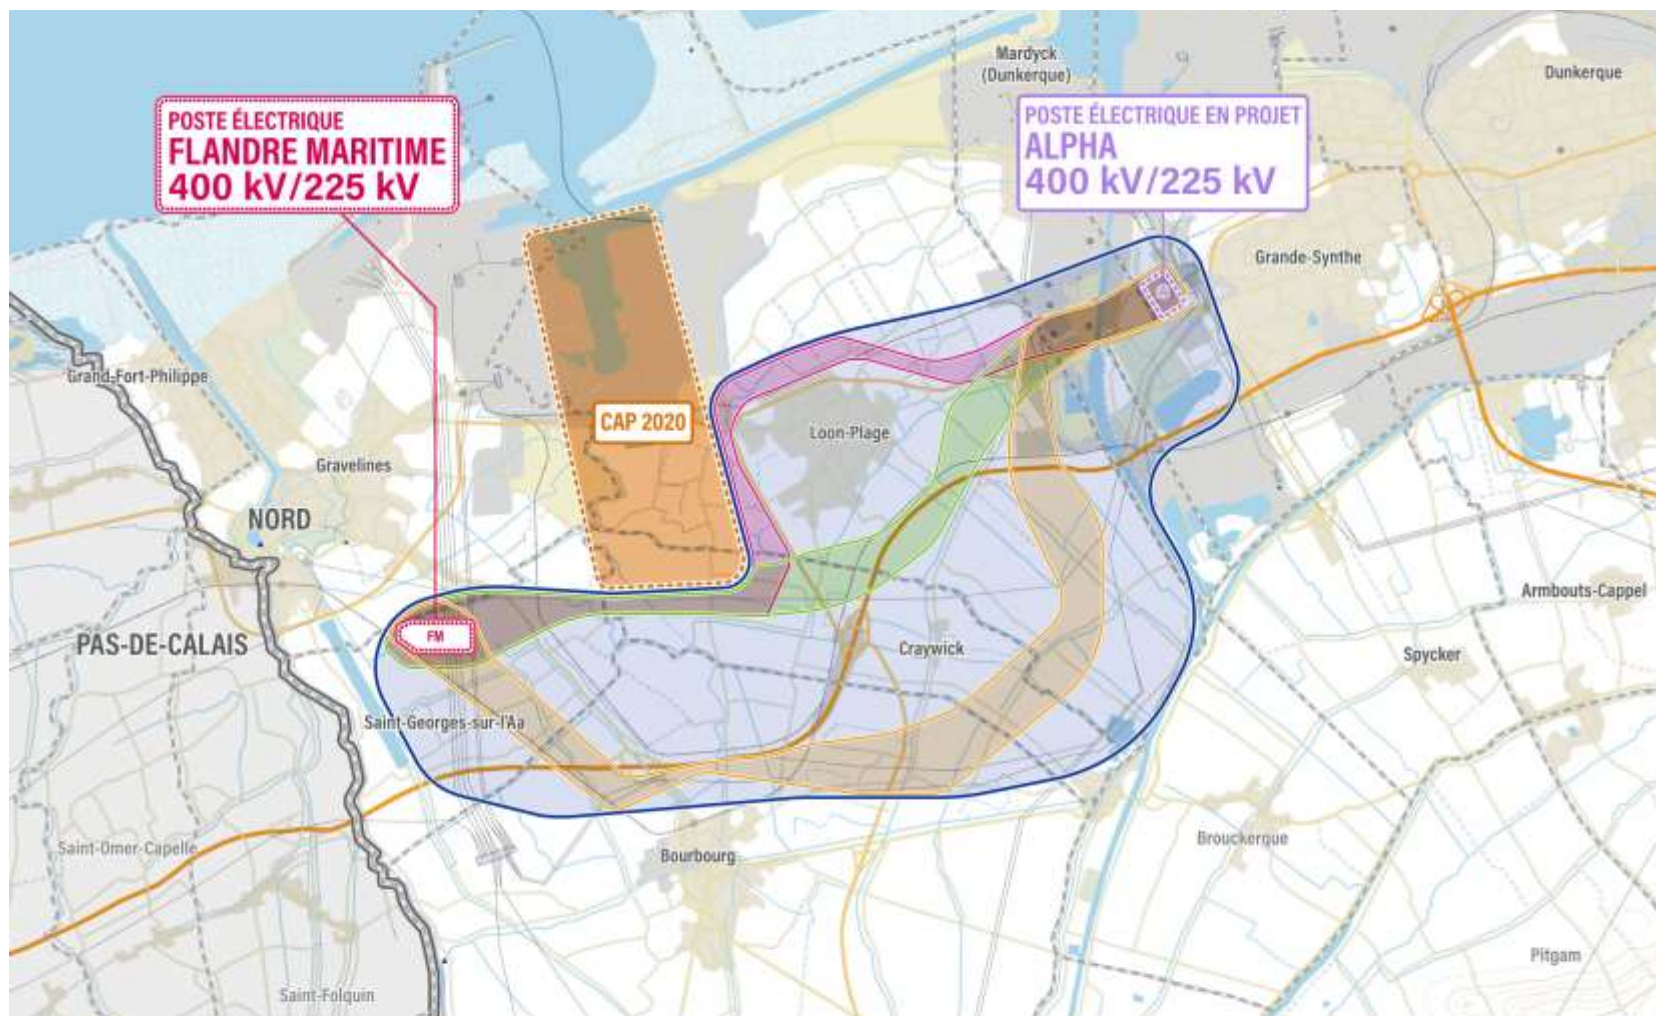 Mardyck
(Dunkerque)
Dunkerque
POSTE ÉLECTRIQUE
FLANDRE MARITIME
400 kV/225 kV
POSTE ÉLECTRIQUE EN PROJET
ALPHA
400 kV/225 kV
Grande-Synthe
Grand-Fort-Philippe
CAP 2020
Loon-Plage
Gravelines
NORD
Armbouts-Cappel
FM
PAS-DE-CALAIS
Craywick
Spycker
Saint-Georges-sur-l'Aa
Saint-Omer-Capelle
Bourbourg
Brouckerque
Pitgam
Saint-Folquin